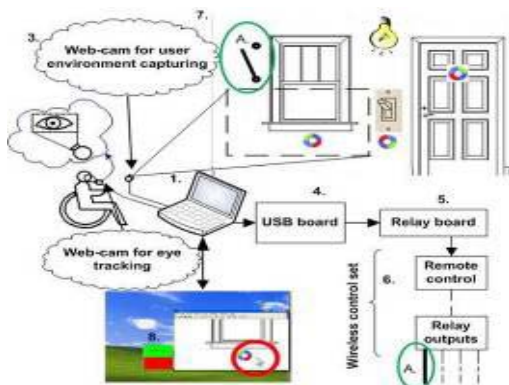 7.
3.
Web-cam for user
environment capturing
A.
1.
4.
5.
USB board
Relay board
Web-cam for eye
tracking
6.
Remote
control
Wireless control set
8.
Relay
outputs
A.